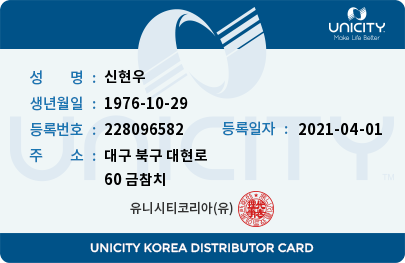 UNICITY
Make Life Better
성 명 : 신현우
생년월일 : 1976-10-29
등록번호 : 228096582 등록일자 : 2021-04-01
주 소 : 대구 북구 대현로
60 금참치
UNICITY
TM
유니시티코리아(유)
UNICITY KOREA DISTRIBUTOR CARD